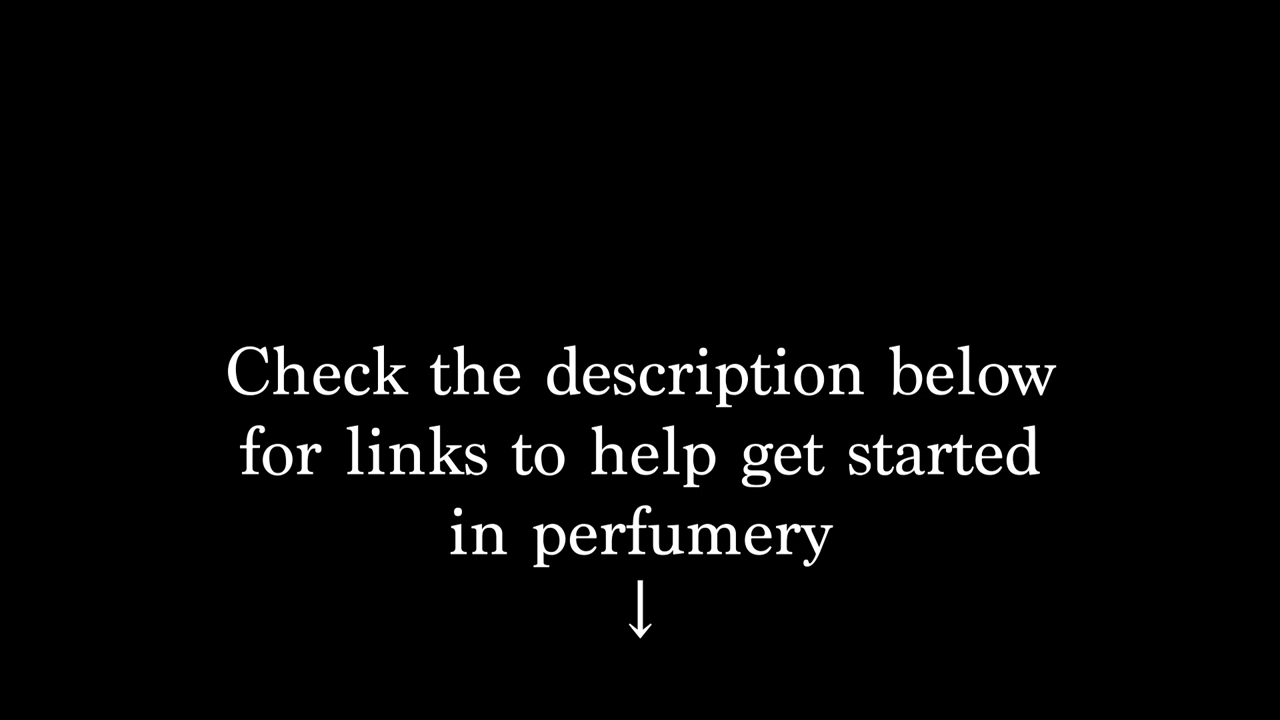 Check the description below
for links to help get started
in perfumery
↓